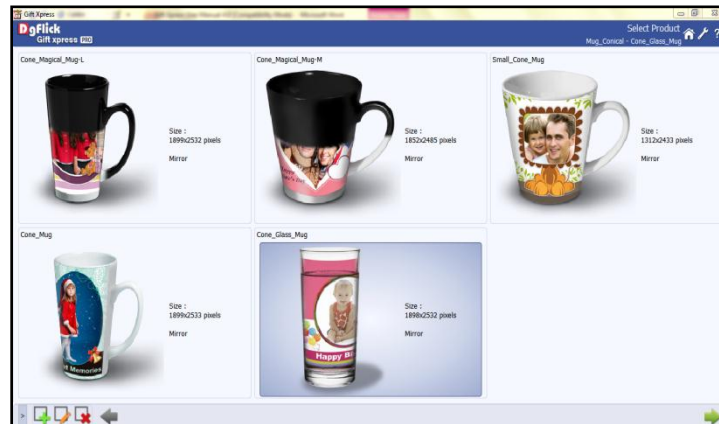 Gift Xpress
DgFlick
Gift xpress PRO
Select Product
Mug_Conical - Cone_Glass_Mug
?
Cone_Magical_Mug-L
Size :
1899x2532 pixels
Mirror
Cone_Magical_Mug-M
Size :
1852x2485 pixels
Mirror
Small_Cone_Mug
Size :
1312x2433 pixels
Mirror
Cone_Mug
Size :
1899x2533 pixels
Mirror
Memories
Cone_Glass_Mug
Size :
1898x2532 pixels
Mirror
Happy
>